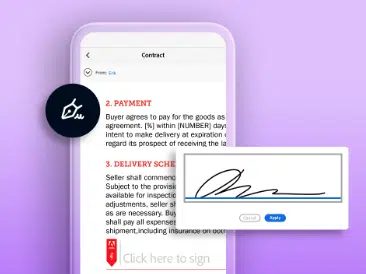 Contract
From: Erik
2. PAYMENT
Buyer agrees to pay for the goods as
agreement. [%] within [NUMBER] days
intent to make delivery at expiration o
regard its prospect of receiving the la
3. DELIVERY SCHE
Seller shall commenc
Subject to the provisio
available for inspectio
adjustments, seller sh
as are necessary. Buy
shall pay all expenses
shipment,including insurance on both
Click here to sign
Cancel
Apply